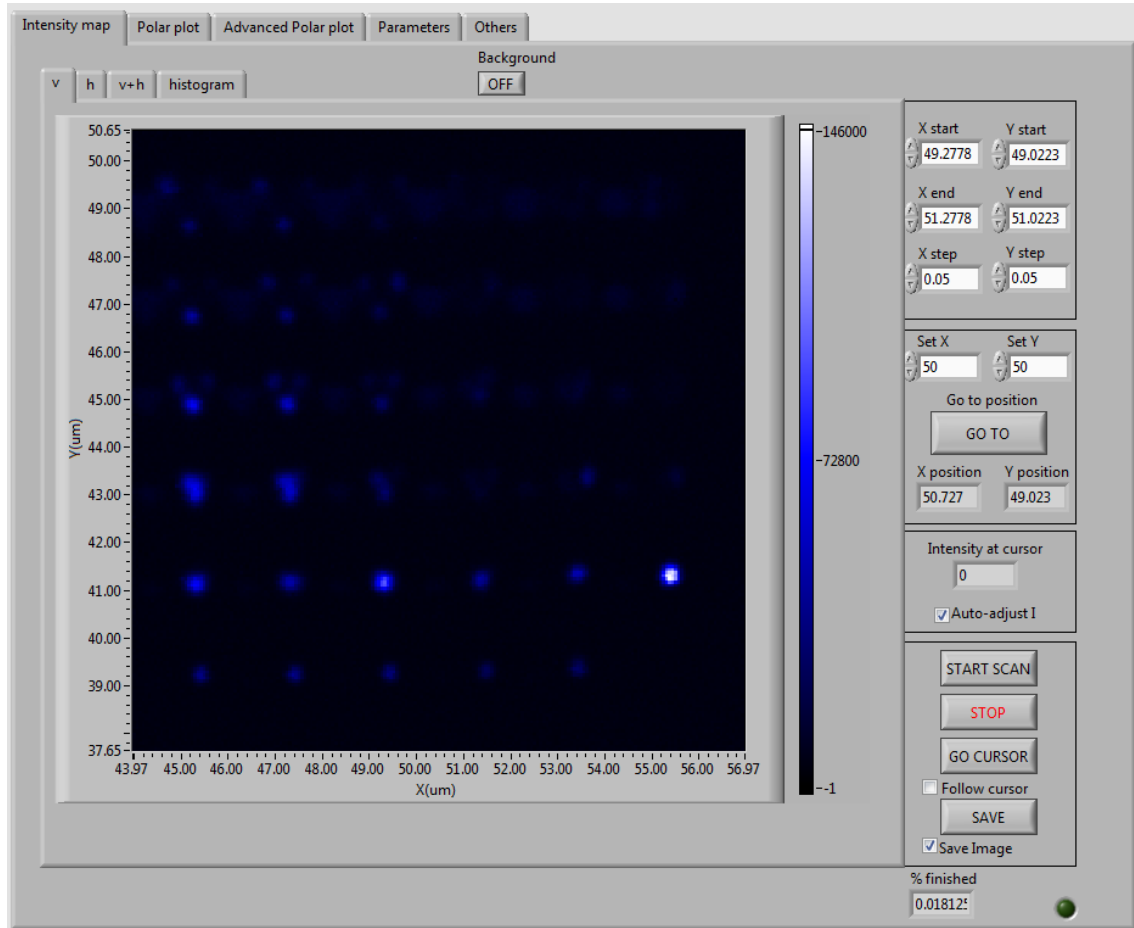 Intensity map Polar plot Advanced Polar plot Parameters Others
Background
OFF
v h v+h histogram
50.65
50.00
49.00
48.00
47.00
46.00
45.00
44.00
43.00
42.00
41.00
40.00
39.00
37.65
Y(um)
43.97 45.00 46.00 47.00 48.00 49.00 50.00 51.00 52.00 53.00 54.00 55.00 56.00 56.97
X(um)
146000
72800
-1
X start Y start
49.2778 49.0223
X end Y end
51.2778 51.0223
X step Y step
0.05 0.05
Set X Set Y
50 50
Go to position
GO TO
X position Y position
50.727 49.023
Intensity at cursor
0
Auto-adjust I
START SCAN
STOP
GO CURSOR
Follow cursor
SAVE
Save Image
% finished